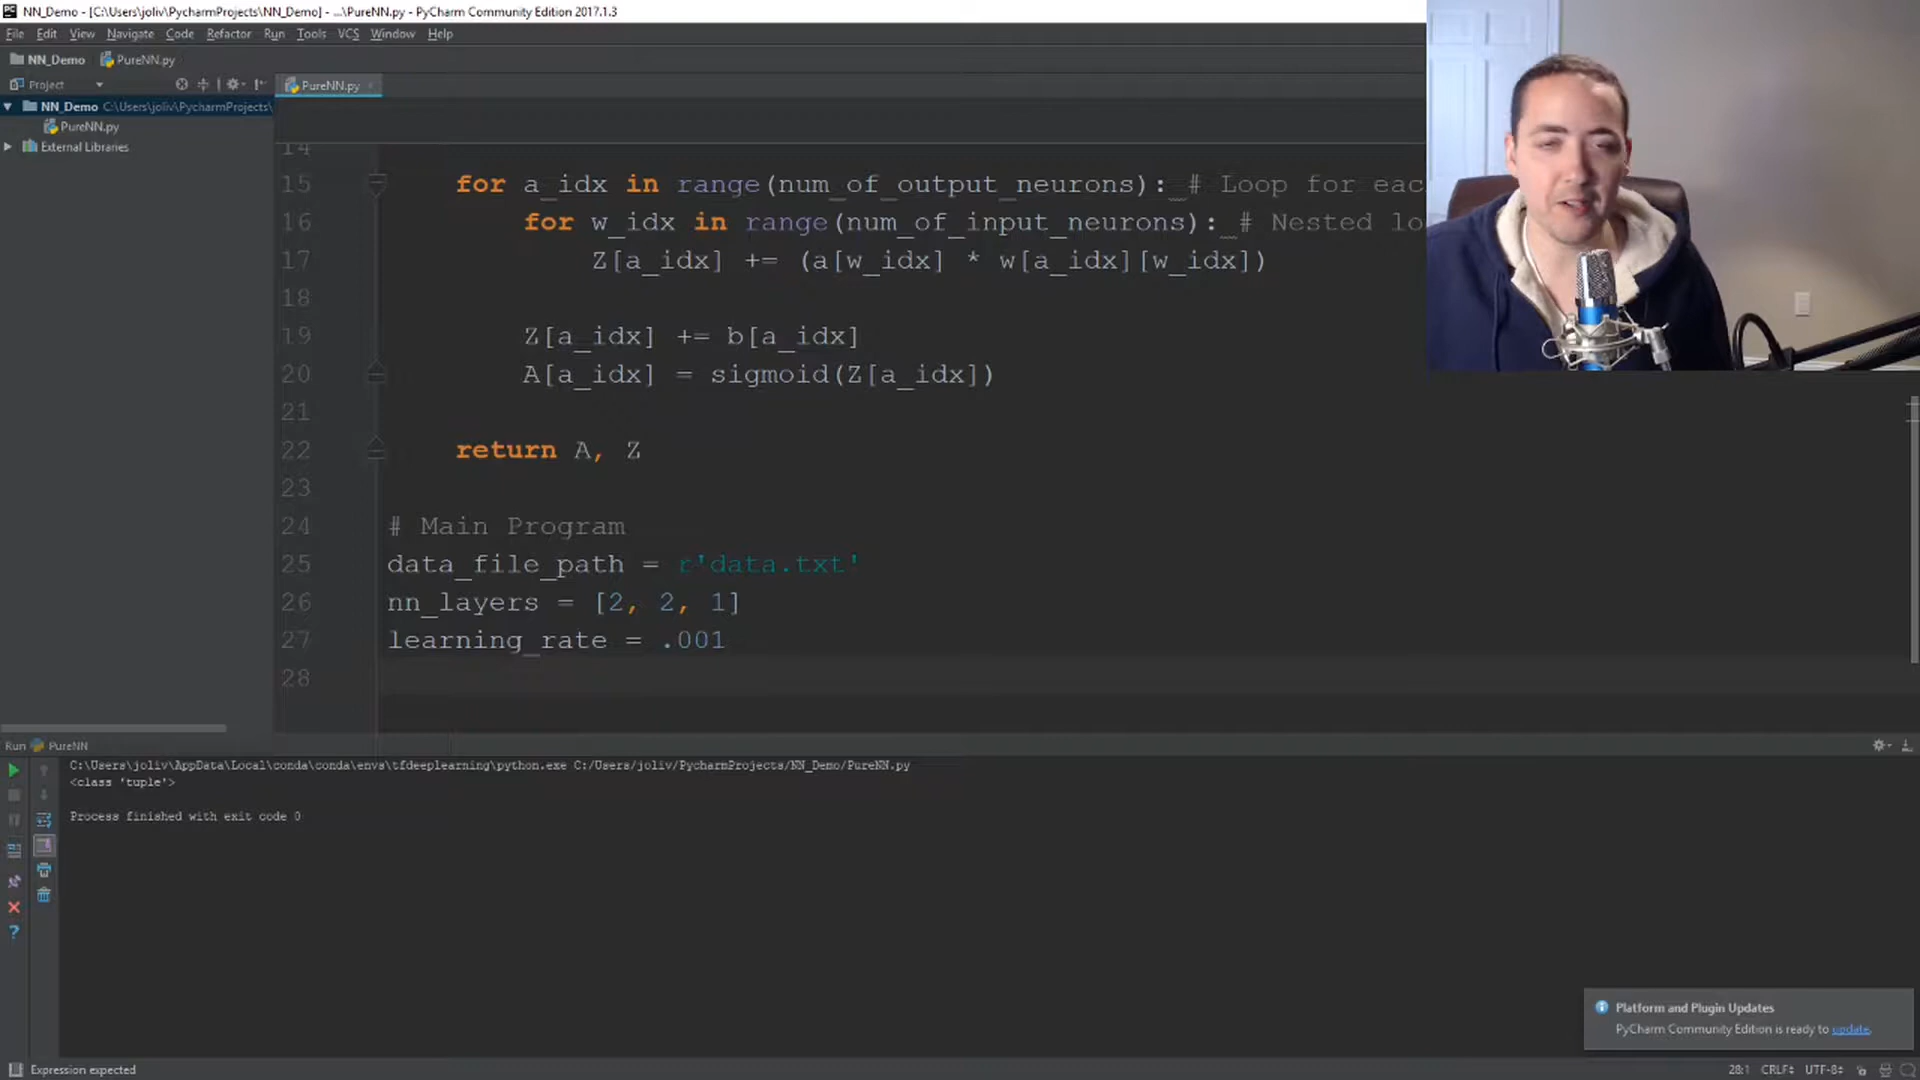 NN_Demo - [C:\Users\joliv\PycharmProjects\NN_Demo] - ...\PureNN.py - PyCharm Community Edition 2017.1.3
File Edit View Navigate Code Refactor Run Tools VCS Window Help
NN_Demo PureNN.py
Project PureNN.py
NN_Demo C:\Users\joliv\PycharmProjects\
PureNN.py
External Libraries
14
15 for a_idx in range(num_of_output_neurons): # Loop for eac
16 for w_idx in range(num_of_input_neurons): # Nested lo
17 Z[a_idx] += (a[w_idx] * w[a_idx][w_idx])
18
19 Z[a_idx] += b[a_idx]
20 A[a_idx] = sigmoid(Z[a_idx])
21
22 return A, Z
23
24 # Main Program
25 data_file_path = r'data.txt'
26 nn_layers = [2, 2, 1]
27 learning_rate = .001
28
Run PureNN
C:\Users\joliv\AppData\Local\conda\conda\envs\tfdeeplearning\python.exe C:/Users/joliv/PycharmProjects/NN_Demo/PureNN.py
<class 'tuple'>
Process finished with exit code 0
Platform and Plugin Updates
PyCharm Community Edition is ready to update.
Expression expected 28:1 CRLF UTF-8